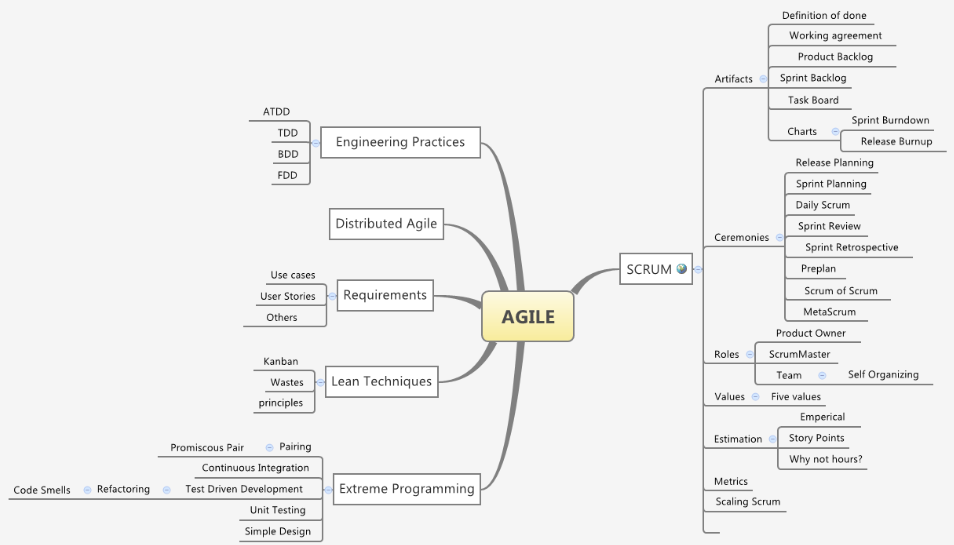 AGILE
Engineering Practices
ATDD
TDD
BDD
FDD
Distributed Agile
Requirements
Use cases
User Stories
Others
Lean Techniques
Kanban
Wastes
principles
Extreme Programming
Promiscous Pair
Pairing
Continuous Integration
Code Smells
Refactoring
Test Driven Development
Unit Testing
Simple Design
SCRUM
Artifacts
Definition of done
Working agreement
Product Backlog
Sprint Backlog
Task Board
Charts
Sprint Burndown
Release Burnup
Ceremonies
Release Planning
Sprint Planning
Daily Scrum
Sprint Review
Sprint Retrospective
Preplan
Scrum of Scrum
MetaScrum
Roles
Product Owner
ScrumMaster
Team
Self Organizing
Values
Five values
Estimation
Emperical
Story Points
Why not hours?
Metrics
Scaling Scrum